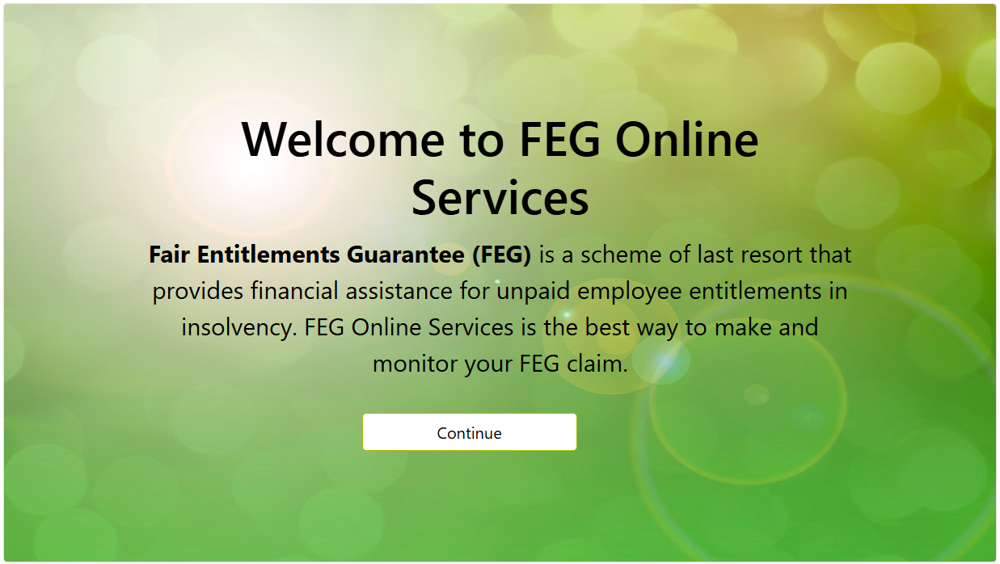 Welcome to FEG Online
Services
Fair Entitlements Guarantee (FEG) is a scheme of last resort that
provides financial assistance for unpaid employee entitlements in
insolvency. FEG Online Services is the best way to make and
monitor your FEG claim.
Continue